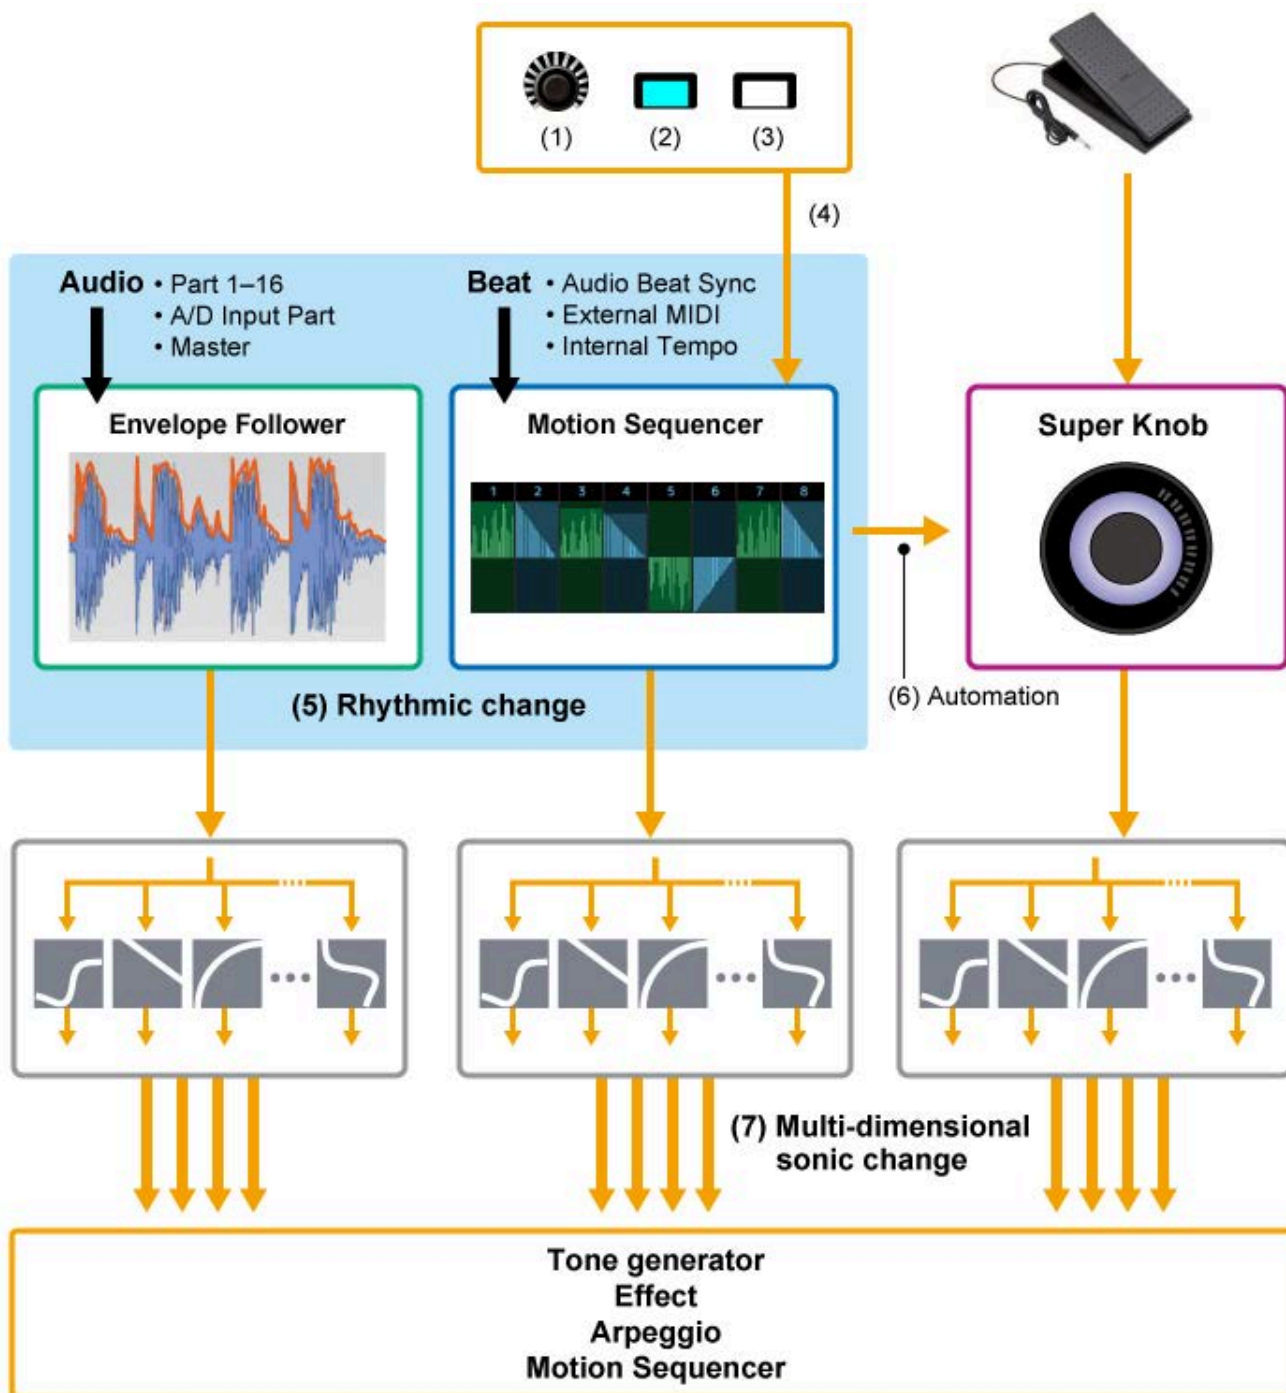 (1)
(2)
(3)
(4)
Audio
• Part 1–16
• A/D Input Part
• Master
Beat
• Audio Beat Sync
• External MIDI
• Internal Tempo
Envelope Follower
Motion Sequencer
1 2 3 4 5 6 7 8
Super Knob
(5) Rhythmic change
(6) Automation
(7) Multi-dimensional
sonic change
Tone generator
Effect
Arpeggio
Motion Sequencer